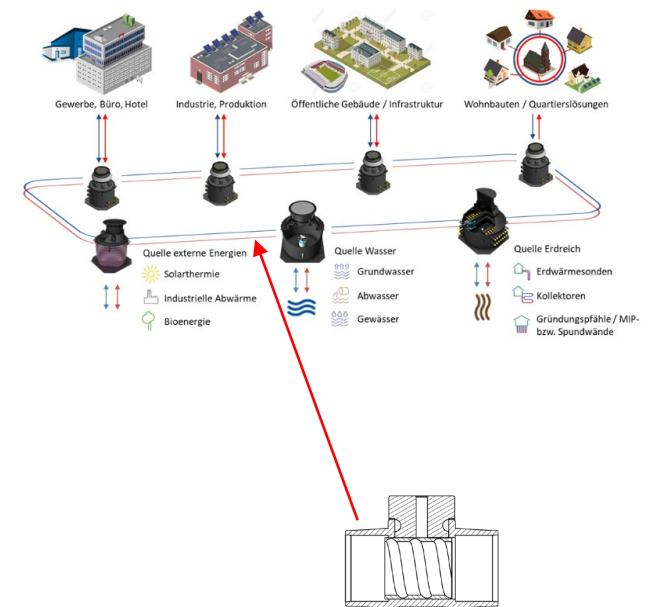 Gewerbe, Büro, Hotel
Industrie, Produktion
Öffentliche Gebäude / Infrastruktur
Wohnbauten / Quartierslösungen
Quelle externe Energien
Solarthermie
Industrielle Abwärme
Bioenergie
Quelle Wasser
Grundwasser
Abwasser
Gewässer
Quelle Erdreich
Erdwärmesonden
Kollektoren
Gründungspfähle / MIP-
bzw. Spundwände